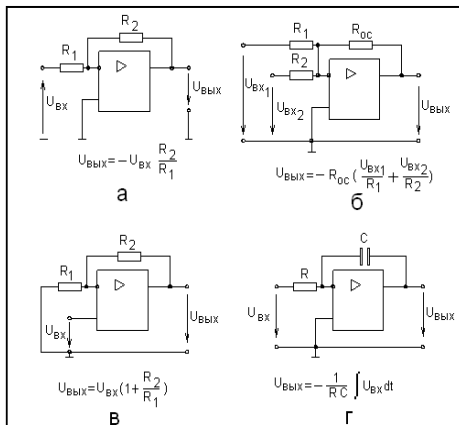 R₂
R₁
▷
Uвх
Uвых
Uвых=−Uвх R₂/R₁
а
R₁
Rос
R₂
▷
Uвх₁
Uвх₂
Uвых
Uвых=−Rос(Uвх1/R₁+Uвх2/R₂)
б
R₂
R₁
▷
Uвх
Uвых
Uвых=Uвх(1+R₂/R₁)
в
C
R
▷
Uвх
Uвых
Uвых=−1/RC ∫Uвхdt
г